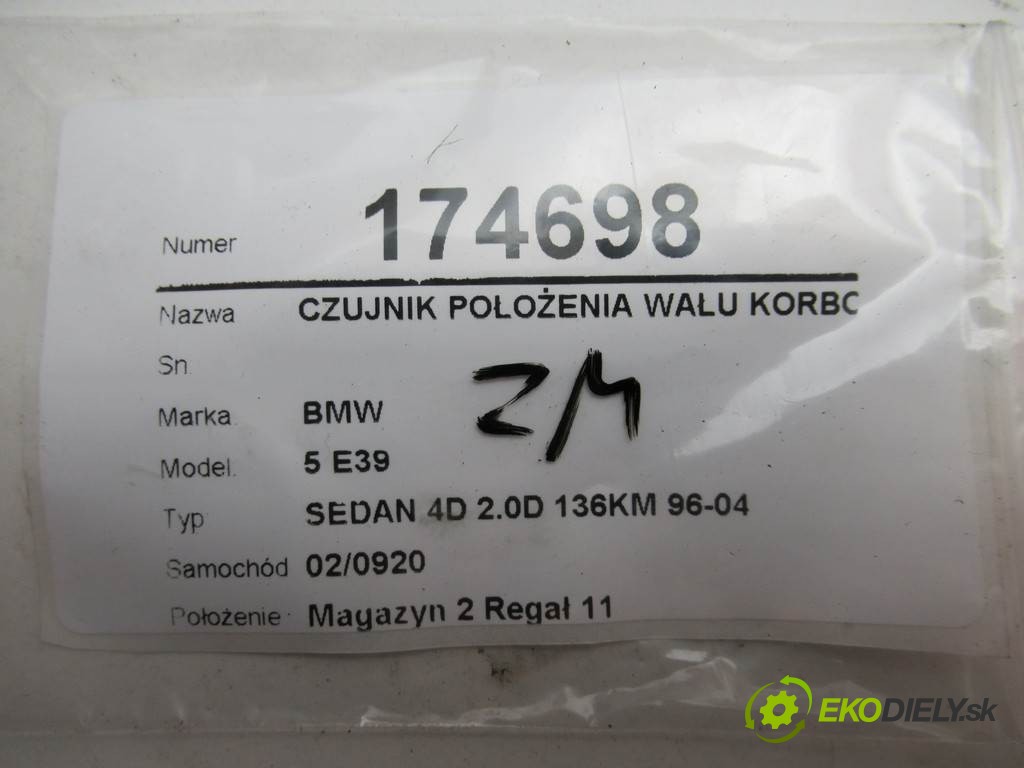 Numer 174698
Nazwa CZUJNIK POŁOŻENIA WAŁU KORBO
Sn.
Marka. BMW
Model. 5 E39
Typ SEDAN 4D 2.0D 136KM 96-04
Samochód 02/0920
Położenie Magazyn 2 Regał 11
EKODIELY.sk